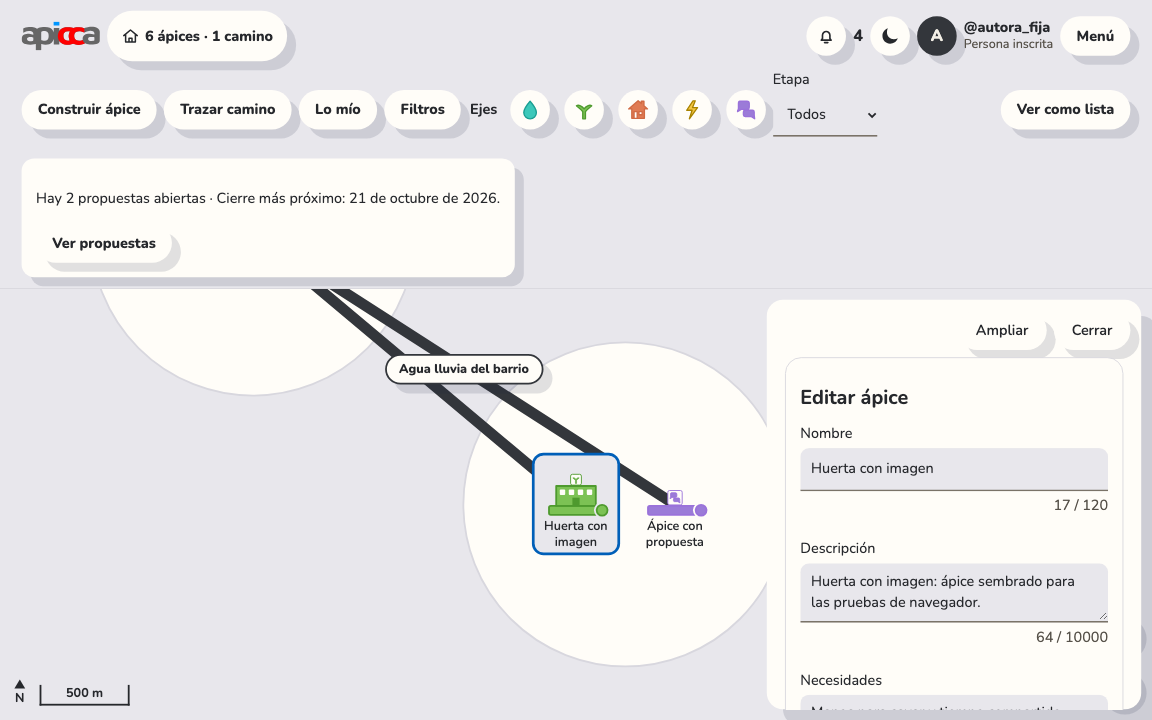 apicca
6 ápices · 1 camino
4
A
@autora_fija
Persona inscrita
Menú
Construir ápice
Trazar camino
Lo mío
Filtros
Ejes
Etapa
Todos
Ver como lista
Hay 2 propuestas abiertas · Cierre más próximo: 21 de octubre de 2026.
Ver propuestas
Agua lluvia del barrio
Huerta con
imagen
Ápice con
propuesta
N
500 m
Ampliar
Cerrar
Editar ápice
Nombre
Huerta con imagen
17 / 120
Descripción
Huerta con imagen: ápice sembrado para
las pruebas de navegador.
64 / 10000
Necesidades